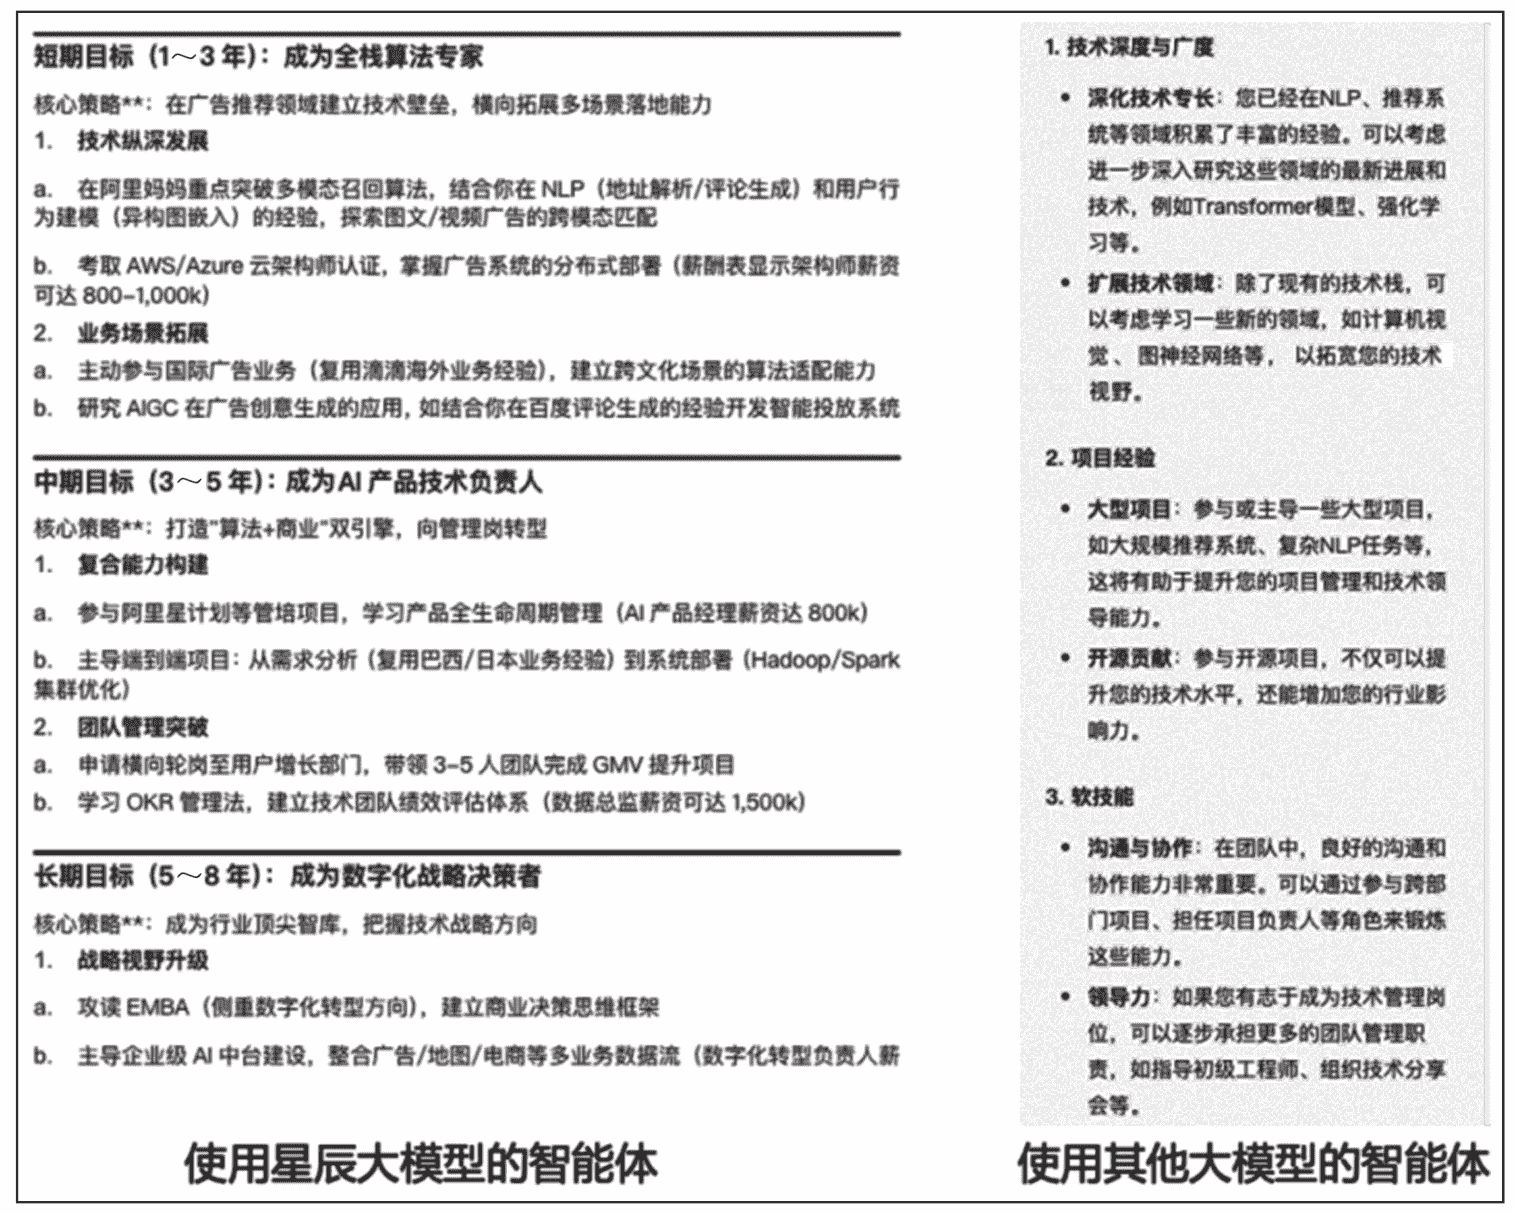 短期目标（1～3 年）：成为全栈算法专家
核心策略**：在广告推荐领域建立技术壁垒，横向拓展多场景落地能力
1. 技术纵深发展
a. 在阿里妈妈重点突破多模态召回算法，结合你在 NLP（地址解析/评论生成）和用户行
为建模（异构图嵌入）的经验，探索图文/视频广告的跨模态匹配
b. 考取 AWS/Azure 云架构师认证，掌握广告系统的分布式部署（薪酬表显示架构师薪资
可达 800-1,000k）
2. 业务场景拓展
a. 主动参与国际广告业务（复用滴滴海外业务经验），建立跨文化场景的算法适配能力
b. 研究 AIGC 在广告创意生成的应用，如结合你在百度评论生成的经验开发智能投放系统
中期目标（3～5 年）：成为AI 产品技术负责人
核心策略**：打造"算法+商业"双引擎，向管理岗转型
1. 复合能力构建
a. 参与阿里星计划等管培项目，学习产品全生命周期管理（AI 产品经理薪资达 800k）
b. 主导端到端项目：从需求分析（复用巴西/日本业务经验）到系统部署（Hadoop/Spark
集群优化）
2. 团队管理突破
a. 申请横向轮岗至用户增长部门，带领 3-5 人团队完成 GMV 提升项目
b. 学习 OKR 管理法，建立技术团队绩效评估体系（数据总监薪资可达 1,500k）
长期目标（5～8 年）：成为数字化战略决策者
核心策略**：成为行业顶尖智库，把握技术战略方向
1. 战略视野升级
a. 攻读 EMBA（侧重数字化转型方向），建立商业决策思维框架
b. 主导企业级 AI 中台建设，整合广告/地图/电商等多业务数据流（数字化转型负责人薪
使用星辰大模型的智能体
1. 技术深度与广度
• 深化技术专长：您已经在NLP、推荐系
统等领域积累了丰富的经验。可以考虑
进一步深入研究这些领域的最新进展和
技术，例如Transformer模型、强化学
习等。
• 扩展技术领域：除了现有的技术栈，可
以考虑学习一些新的领域，如计算机视
觉、图神经网络等，以拓宽您的技术
视野。
2. 项目经验
• 大型项目：参与或主导一些大型项目，
如大规模推荐系统、复杂NLP任务等，
这将有助于提升您的项目管理和技术领
导能力。
• 开源贡献：参与开源项目，不仅可以提
升您的技术水平，还能增加您的行业影
响力。
3. 软技能
• 沟通与协作：在团队中，良好的沟通和
协作能力非常重要。可以通过参与跨部
门项目、担任项目负责人等角色来锻炼
这些能力。
• 领导力：如果您有志于成为技术管理岗
位，可以逐步承担更多的团队管理职
责，如指导初级工程师、组织技术分享
会等。
使用其他大模型的智能体